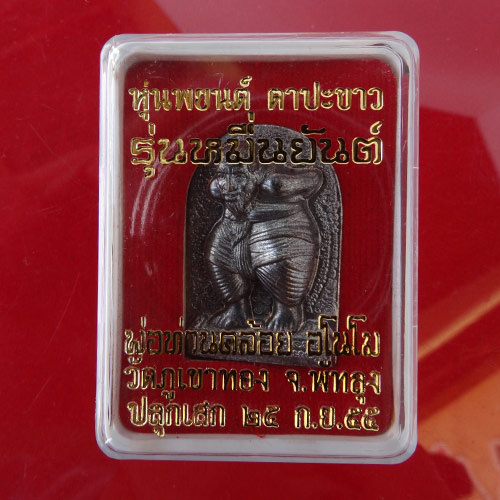 หุ่นพยนต์ ตาปะขาว
รุ่นหมื่นยันต์
พ่อท่านคล้อย อโนโม
วัดภูเขาทอง จ.พัทลุง
ปลุกเสก ๒๕ ก.ย.๕๕